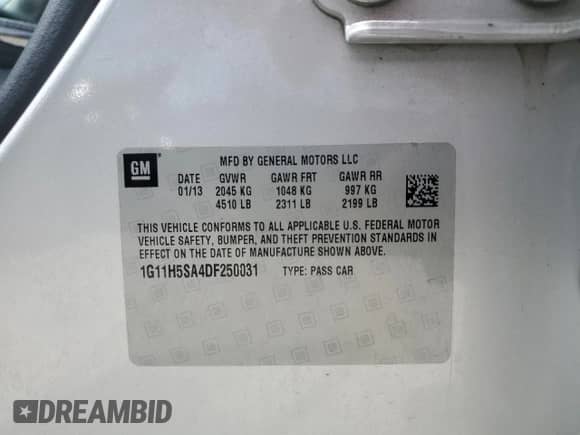 GM
MFD BY GENERAL MOTORS LLC
DATE GVWR GAWR FRT GAWR RR
01/13 2045 KG 1048 KG 997 KG
4510 LB 2311 LB 2199 LB
THIS VEHICLE CONFORMS TO ALL APPLICABLE U.S. FEDERAL MOTOR
VEHICLE SAFETY, BUMPER, AND THEFT PREVENTION STANDARDS IN
EFFECT ON THE DATE OF MANUFACTURE SHOWN ABOVE.
1G11H5SA4DF250031 TYPE: PASS CAR
DREAMBID